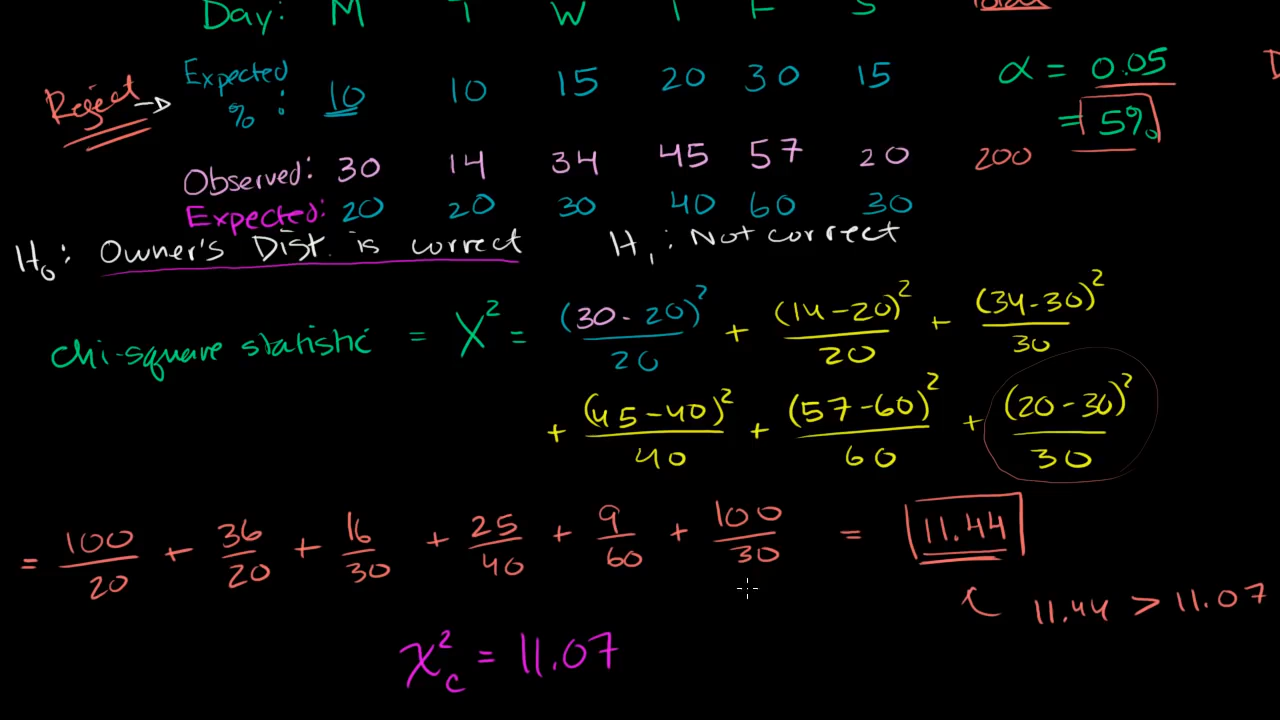 Day: M T W T F S Total
Reject → Expected %: 10 10 15 20 30 15 α = 0.05
= 5%
Observed: 30 14 34 45 57 20 200
Expected: 20 20 30 40 60 30
H₀: Owner's Dist. is correct H₁: Not correct
chi-square statistic = X² = (30-20)²/20 + (14-20)²/20 + (34-30)²/30
+ (45-40)²/40 + (57-60)²/60 + (20-30)²/30
= 100/20 + 36/20 + 16/30 + 25/40 + 9/60 + 100/30 = 11.44
11.44 > 11.07
χ²c = 11.07